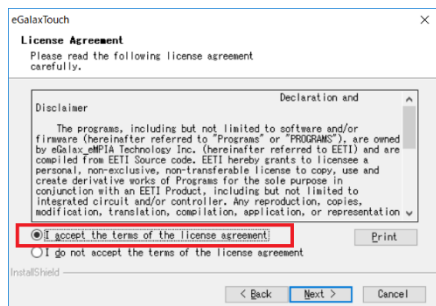 eGalaxTouch
License Agreement
Please read the following license agreement
carefully.
Declaration and
Disclaimer
The programs, including but not limited to software and/or
firmware (hereinafter referred to "Programs" or "PROGRAMS"), are owned
by eGalax_eMPIA Technology Inc. (hereinafter referred to EETI) and are
compiled from EETI Source code. EETI hereby grants to licensee a
personal, non-exclusive, non-transferable license to copy, use and
create derivative works of Programs for the sole purpose in
conjunction with an EETI Product, including but not limited to
integrated circuit and/or controller. Any reproduction, copies,
modification, translation, compilation, application, or representation
I accept the terms of the license agreement
Print
I do not accept the terms of the license agreement
InstallShield
< Back
Next >
Cancel